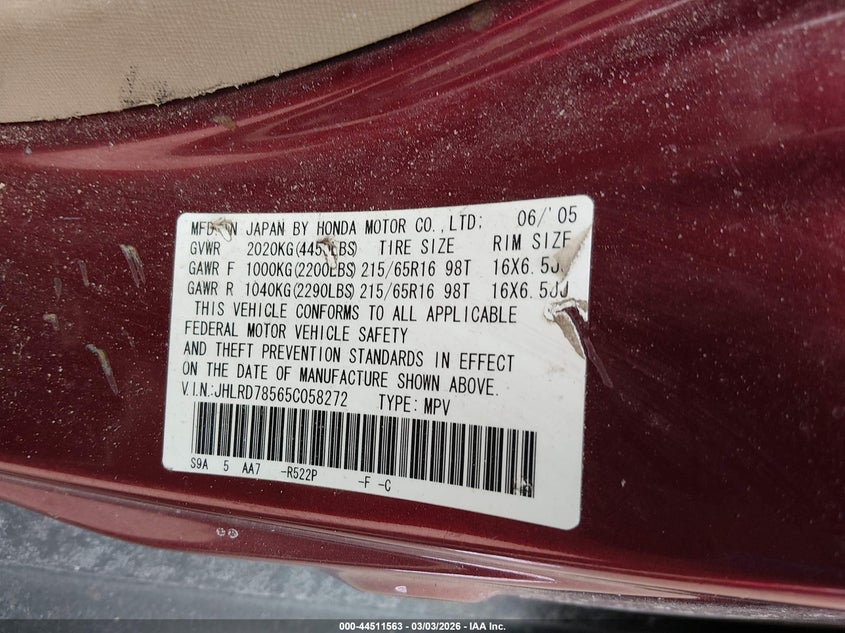 MFD IN JAPAN BY HONDA MOTOR CO.,LTD; 06/'05
GVWR 2020KG(4450LBS) TIRE SIZE RIM SIZE
GAWR F 1000KG(2200LBS) 215/65R16 98T 16X6.5JJ
GAWR R 1040KG(2290LBS) 215/65R16 98T 16X6.5JJ
THIS VEHICLE CONFORMS TO ALL APPLICABLE
FEDERAL MOTOR VEHICLE SAFETY
AND THEFT PREVENTION STANDARDS IN EFFECT
ON THE DATE OF MANUFACTURE SHOWN ABOVE.
V.I.N.:JHLRD78565C058272 TYPE: MPV
S9A 5 AA7 -R522P -F -C
000-44511563 - 03/03/2026 - IAA Inc.